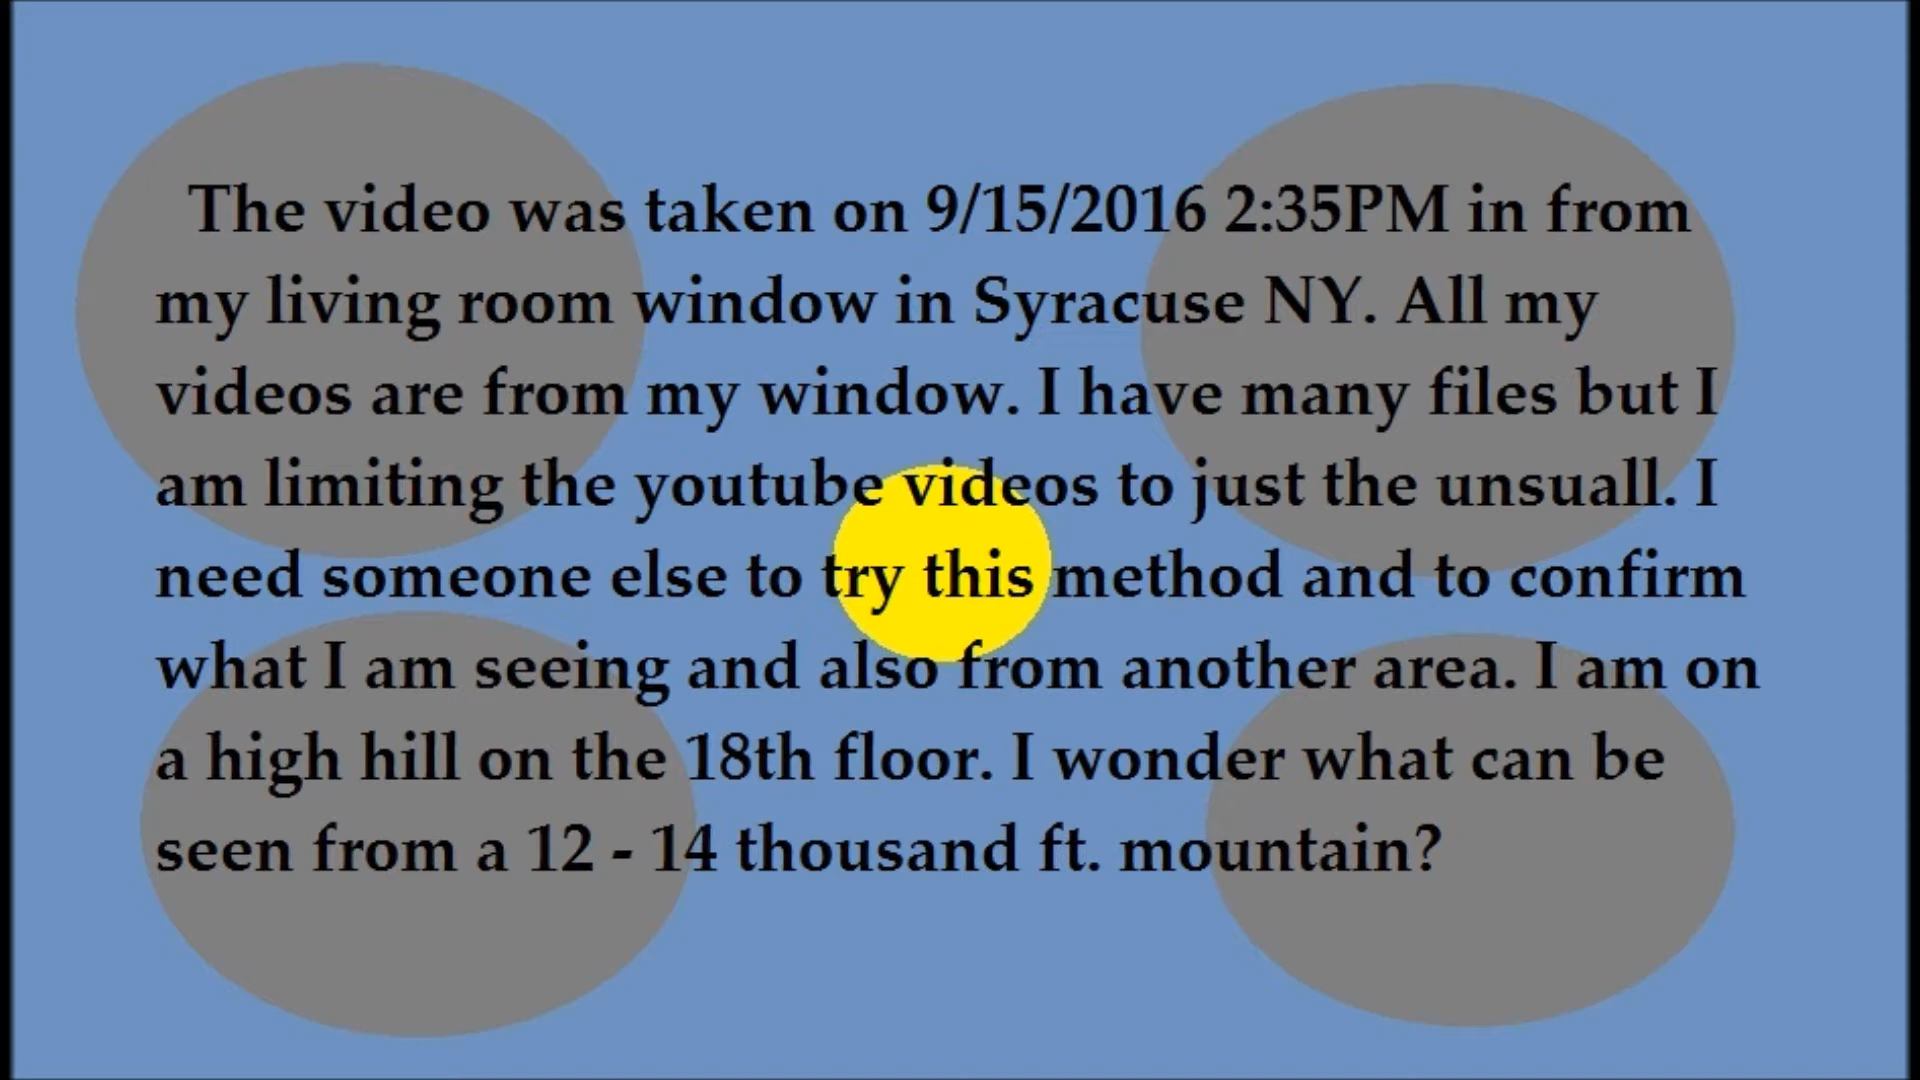 The video was taken on 9/15/2016 2:35PM in from
my living room window in Syracuse NY. All my
videos are from my window. I have many files but I
am limiting the youtube videos to just the unsuall. I
need someone else to try this method and to confirm
what I am seeing and also from another area. I am on
a high hill on the 18th floor. I wonder what can be
seen from a 12 - 14 thousand ft. mountain?